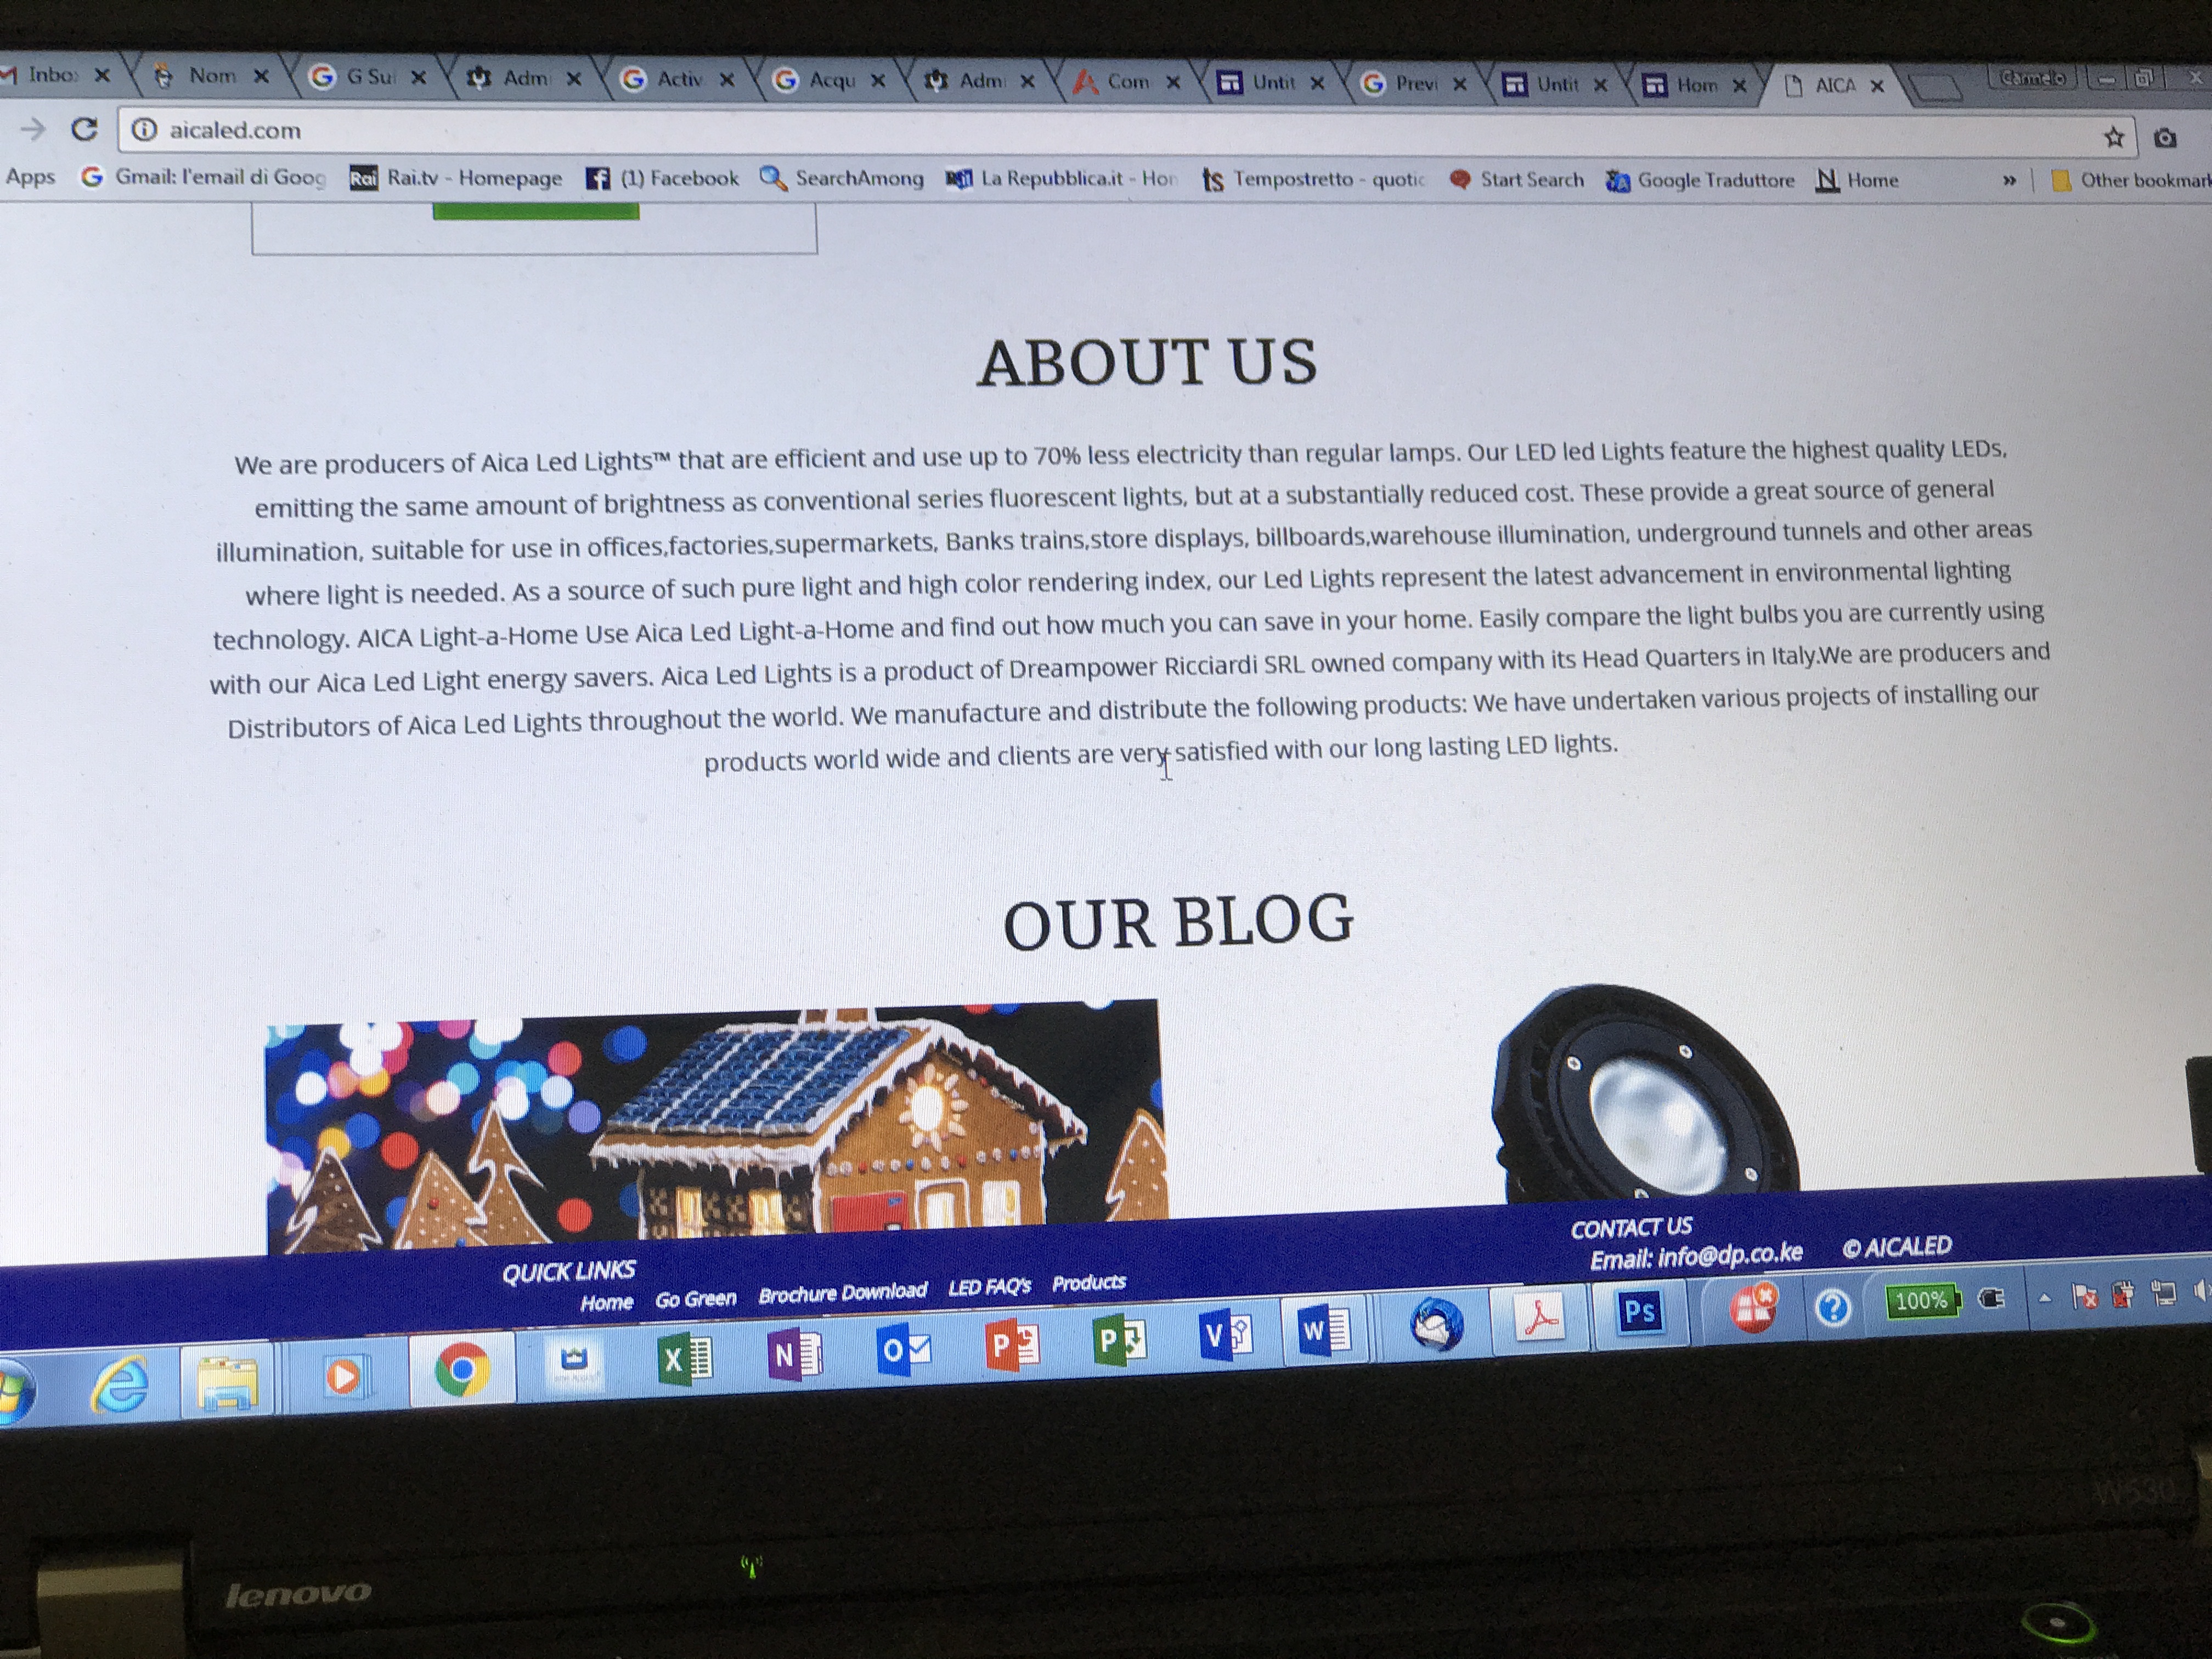 Inbo
Nom
G Sui
Adm
Activ
Acqu
Adm
Com
Untit
Previ
Untit
Hom
AICA
Carmelo
aicaled.com
Apps
Gmail: l'email di Goog
Rai Rai.tv - Homepage
(1) Facebook
SearchAmong
La Repubblica.it - Hon
ts Tempostretto - quotic
Start Search
Google Traduttore
N Home
»
Other bookmark
ABOUT US
We are producers of Aica Led Lights™ that are efficient and use up to 70% less electricity than regular lamps. Our LED led Lights feature the highest quality LEDs,
emitting the same amount of brightness as conventional series fluorescent lights, but at a substantially reduced cost. These provide a great source of general
illumination, suitable for use in offices,factories,supermarkets, Banks trains,store displays, billboards,warehouse illumination, underground tunnels and other areas
where light is needed. As a source of such pure light and high color rendering index, our Led Lights represent the latest advancement in environmental lighting
technology. AICA Light-a-Home Use Aica Led Light-a-Home and find out how much you can save in your home. Easily compare the light bulbs you are currently using
with our Aica Led Light energy savers. Aica Led Lights is a product of Dreampower Ricciardi SRL owned company with its Head Quarters in Italy.We are producers and
Distributors of Aica Led Lights throughout the world. We manufacture and distribute the following products: We have undertaken various projects of installing our
products world wide and clients are very satisfied with our long lasting LED lights.
OUR BLOG
QUICK LINKS
Home Go Green Brochure Download LED FAQ's Products
CONTACT US
Email: info@dp.co.ke © AICALED
100%
Ps
lenovo
W530